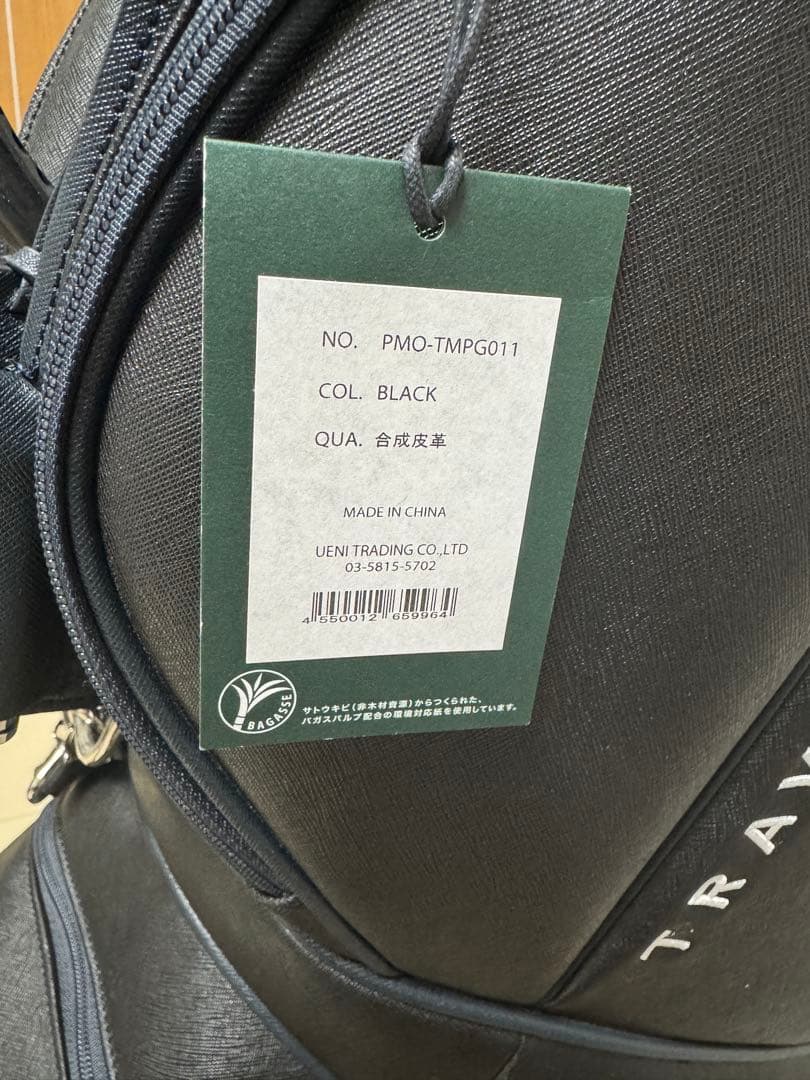 NO. PMO-TMPG011
COL. BLACK
QUA. 合成皮革
MADE IN CHINA
UENI TRADING CO.,LTD
03-5815-5702
4 550012 659964
BAGASSE
サトウキビ(非木材資源)からつくられた、
バガスパルプ配合の環境対応紙を使用しています。
TRA